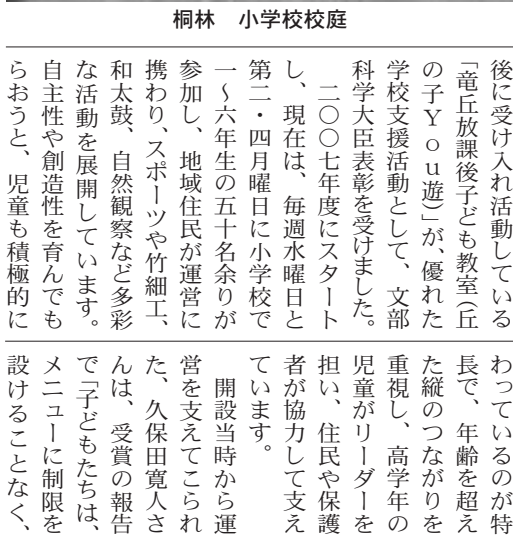 桐林　小学校校庭
後に受け入れ活動している
「竜丘放課後子ども教室（丘
の子Ｙｏｕ遊）」が、優れた
学校支援活動として、文部
科学大臣表彰を受けました。
　二〇〇七年度にスタート
し、現在は、毎週水曜日と
第二・四月曜日に小学校で
一～六年生の五十名余りが
参加し、地域住民が運営に
携わり、スポーツや竹細工、
和太鼓、自然観察など多彩
な活動を展開しています。
自主性や創造性を育んでも
らおうと、児童も積極的に
わっているのが特
長で、年齢を超え
た縦のつながりを
重視し、高学年の
児童がリーダーを
担い、住民や保護
者が協力して支え
ています。
　開設当時から運
営を支えてこられ
た、久保田寛人さ
んは、受賞の報告
で「子どもたちは、
メニューに制限を
設けることなく、